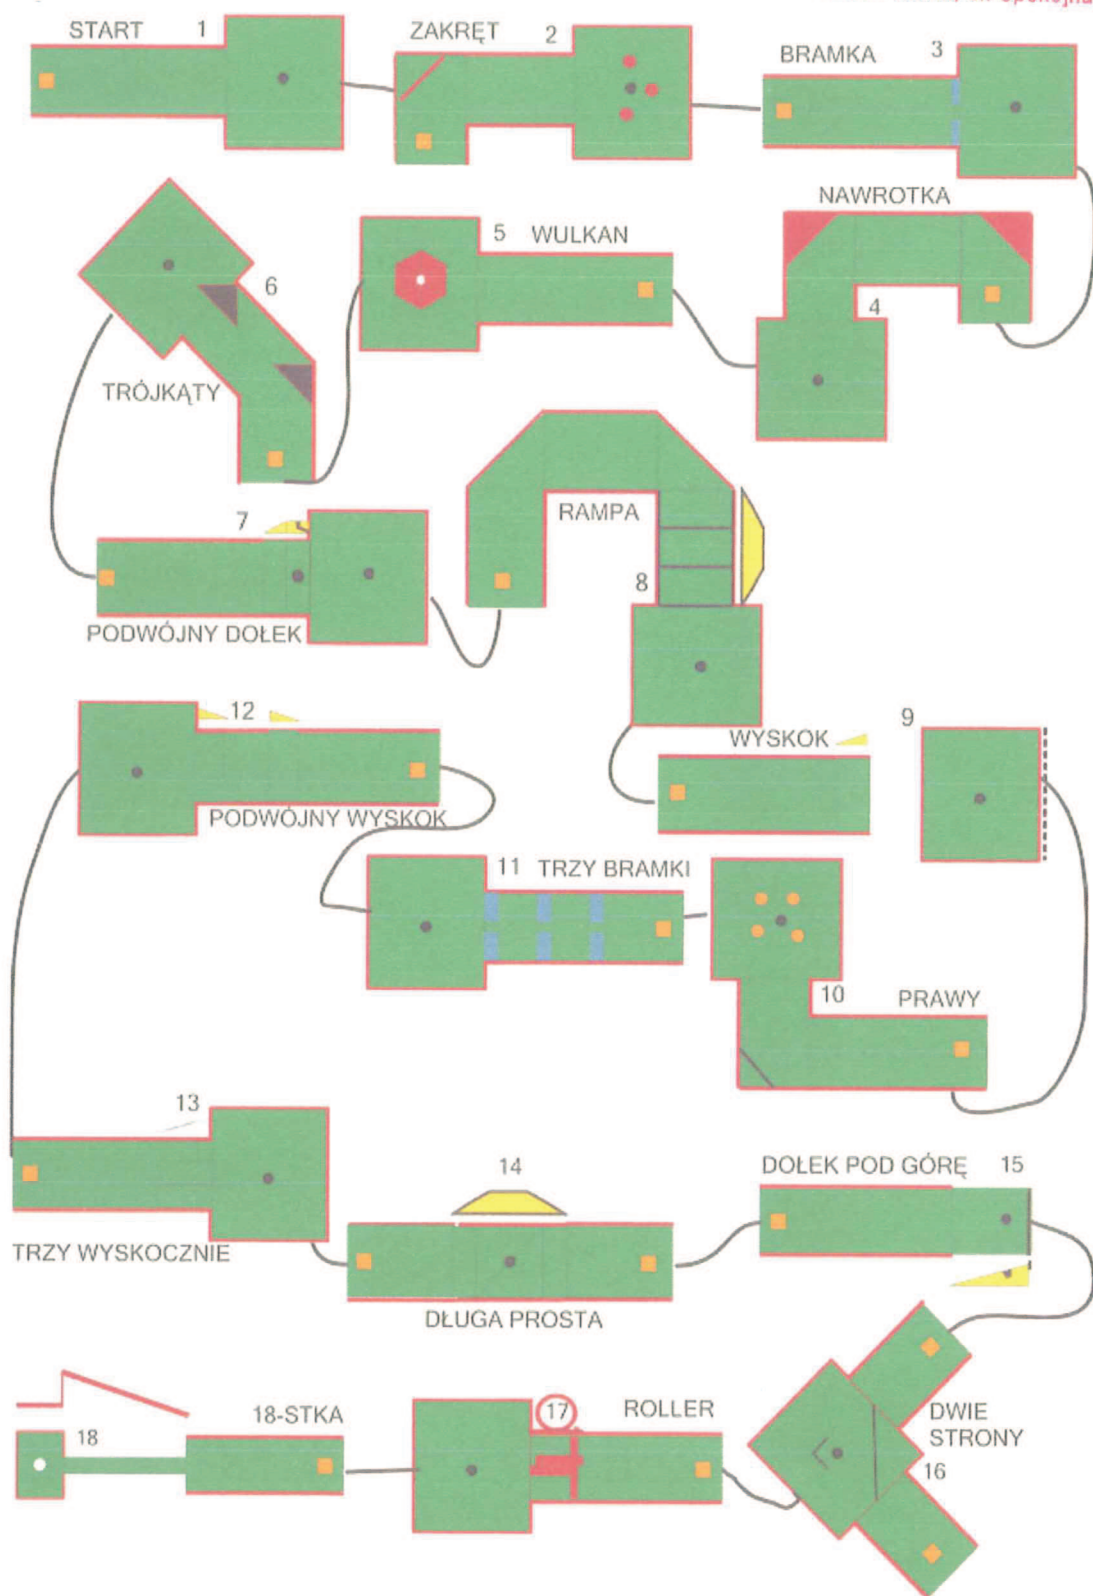 START 1
ZAKRĘT 2
BRAMKA 3
NAWROTKA
4
5 WULKAN
6
TRÓJKĄTY
7
PODWÓJNY DOŁEK
RAMPA
8
WYSKOK
9
12
PODWÓJNY WYSKOK
11 TRZY BRAMKI
10 PRAWY
13
TRZY WYSKOCZNIE
14
DŁUGA PROSTA
DOŁEK POD GÓRĘ 15
DWIE
STRONY
16
17 ROLLER
18-STKA
18